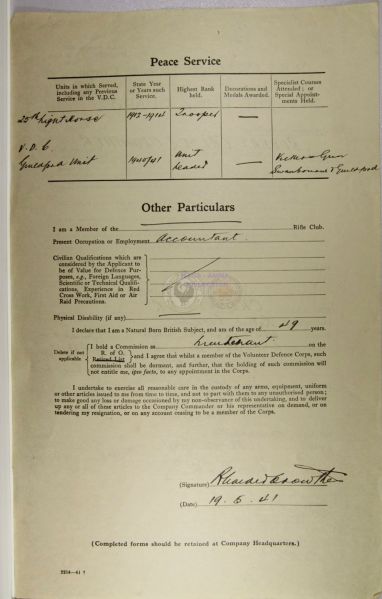 Peace Service
Units in which Served, including any Previous Service in the V.D.C.
State Year or Years such Service.
Highest Rank held.
Decorations and Medals Awarded.
Specialist Courses Attended; or Special Appointments Held.
25th Light Horse 1913-1914 Trooper —
V.D.C.
Guildford Unit 1940/41 Unit Leader — Vickers Gun Swanbourne & Guildford
Other Particulars
I am a Member of the Rifle Club.
Present Occupation or Employment Accountant.
Civilian Qualifications which
are considered by the Applicant
to be of Value for Defence Purposes,
e.g., Foreign Languages,
Scientific or Technical Qualifications,
Experience in Red
Cross Work, First Aid or Air
Raid Precautions.
Physical Disability (if any) —
I declare that I am a Natural Born British Subject, and am of the age of 49 years.
Delete if not applicable
I hold a Commission as Lieutenant on the
R. of O.
Retired List
and I agree that whilst a member of the Volunteer Defence Corps, such
commission shall be dormant, and further, that the holding of such commission will
not entitle me, ipso facto, to any appointment in the Corps.
I undertake to exercise all reasonable care in the custody of any arms, equipment, uniform
or other articles issued to me from time to time, and not to part with them to any unauthorised person;
to make good any loss or damage occasioned by my non-observance of this undertaking, and to deliver
up any or all of these articles to the Company Commander or his representative on demand, or on
tendering my resignation, or on any account ceasing to be a member of the Corps.
(Signature)
(Date) 19.6.41
(Completed forms should be retained at Company Headquarters.)